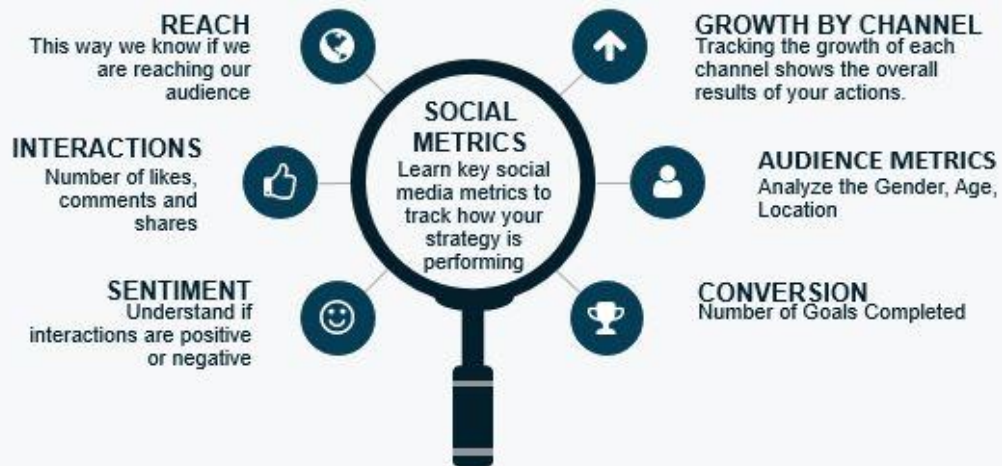 REACH
This way we know if we
are reaching our
audience
INTERACTIONS
Number of likes,
comments and
shares
SENTIMENT
Understand if
interactions are positive
or negative
SOCIAL
METRICS
Learn key social
media metrics to
track how your
strategy is
performing
GROWTH BY CHANNEL
Tracking the growth of each
channel shows the overall
results of your actions.
AUDIENCE METRICS
Analyze the Gender, Age,
Location
CONVERSION
Number of Goals Completed